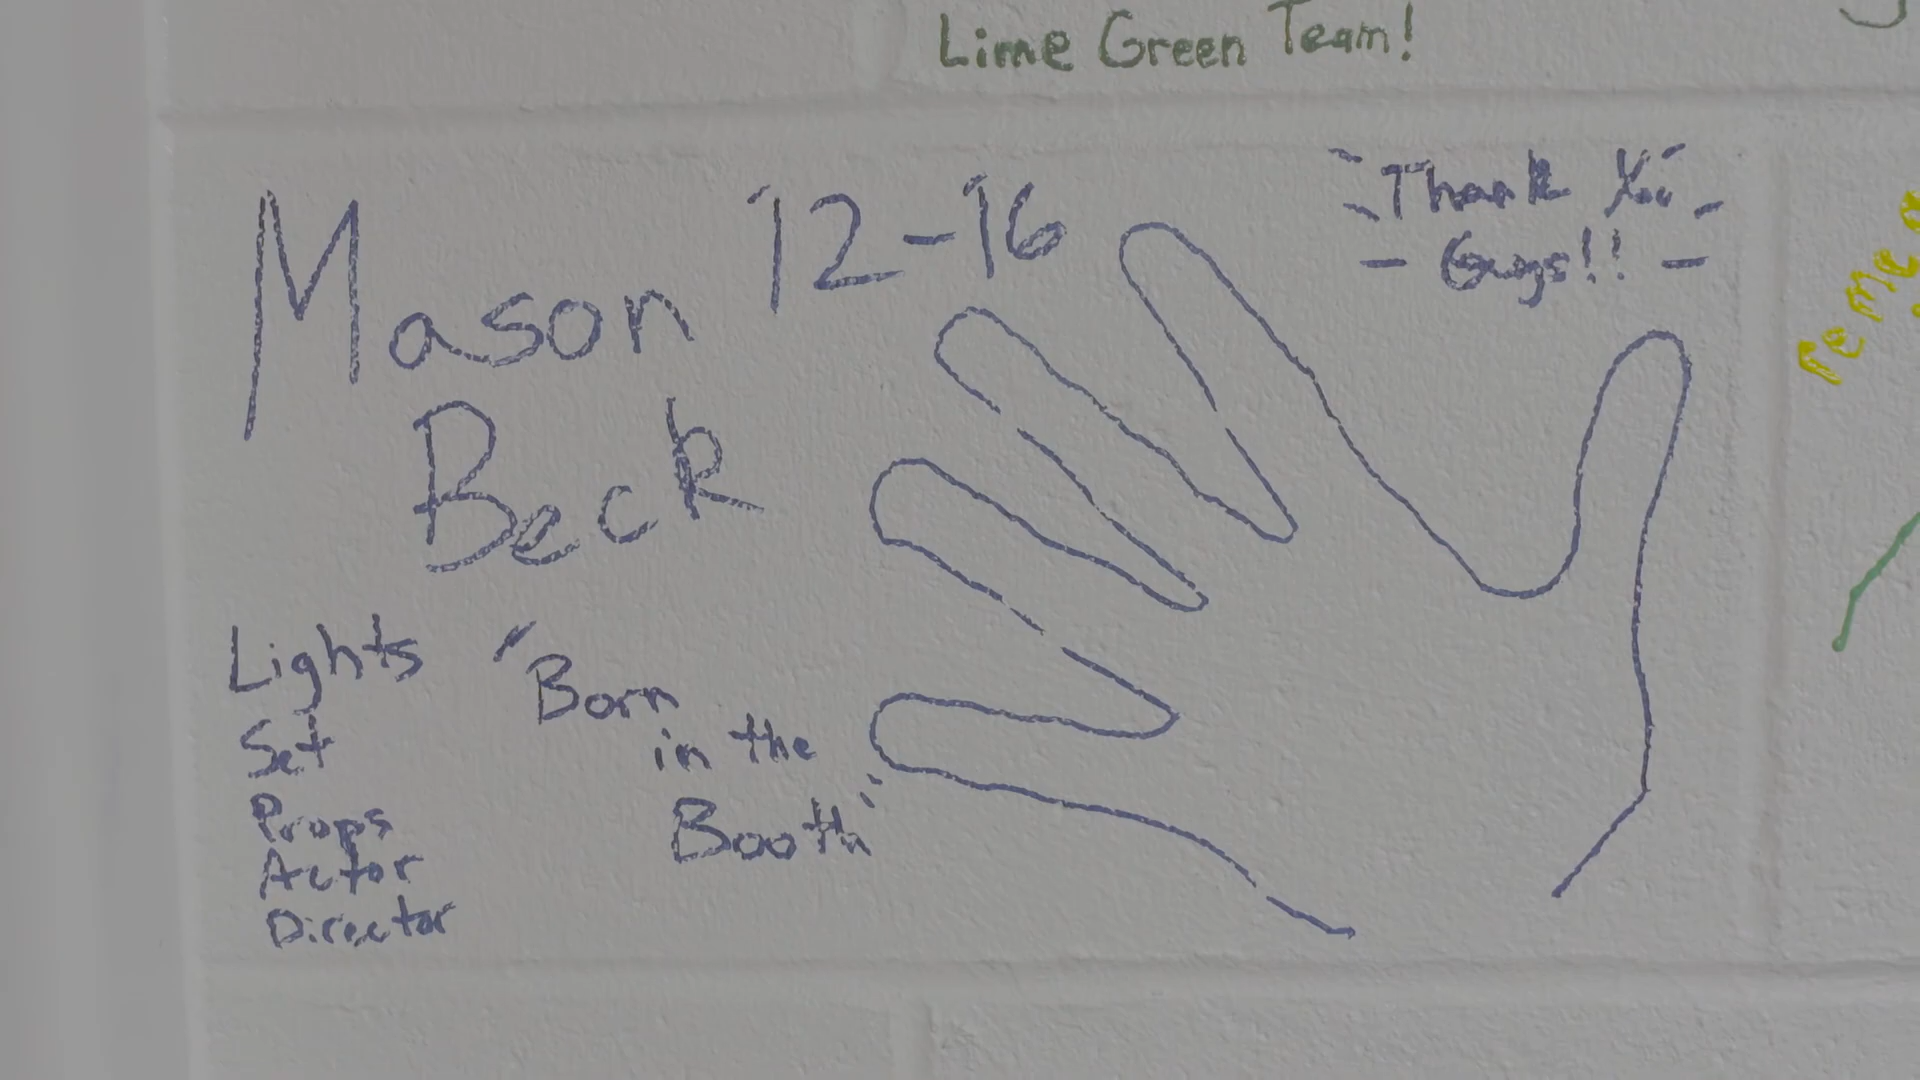 Lime Green Team!
Mason 12-16
Beck
Thank You
Guys!!
Lights
Set
Props
Actor
Director
"Born
in the
Booth"